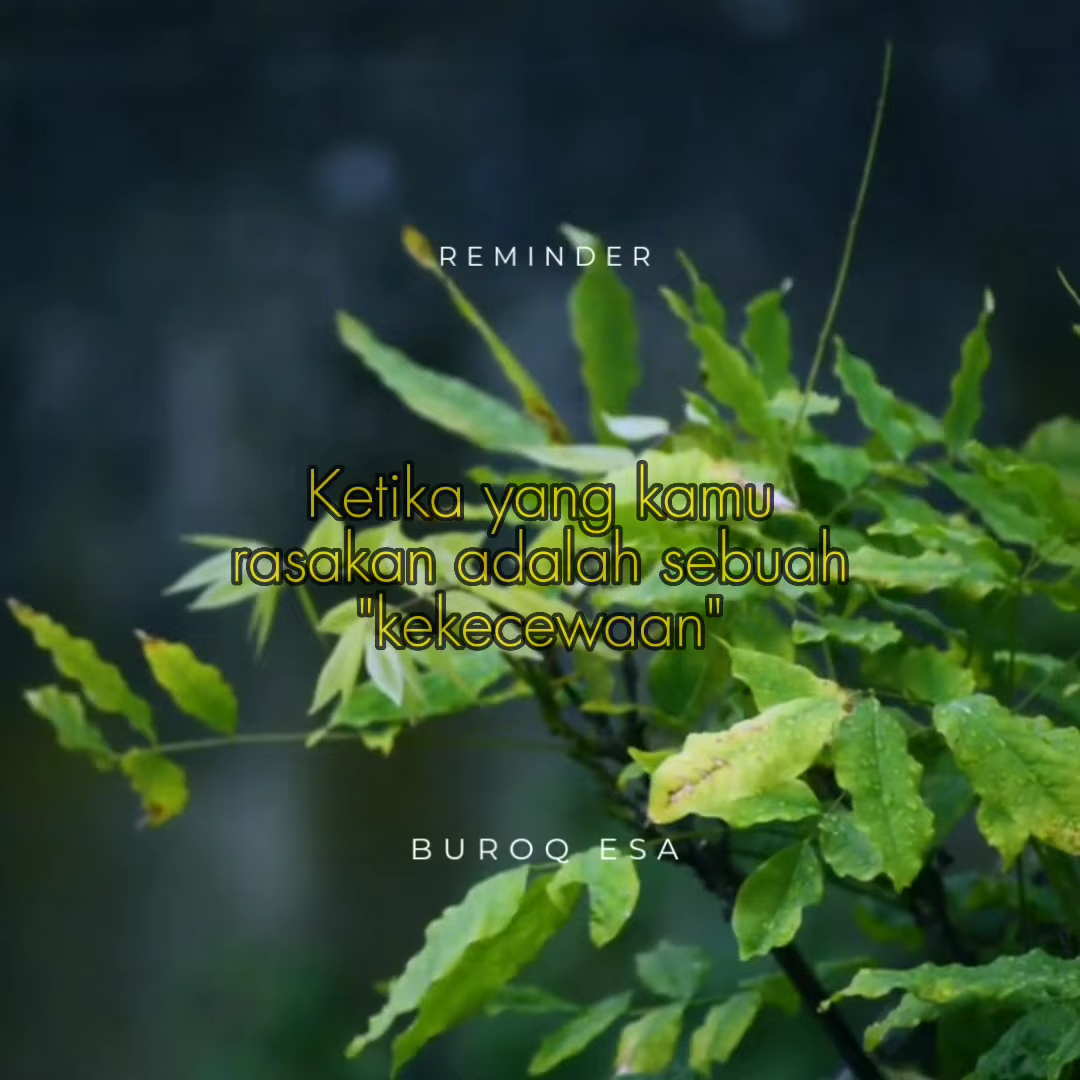 REMINDER
Ketika yang kamu
rasakan adalah sebuah
"kekecewaan"
BUROQ ESA